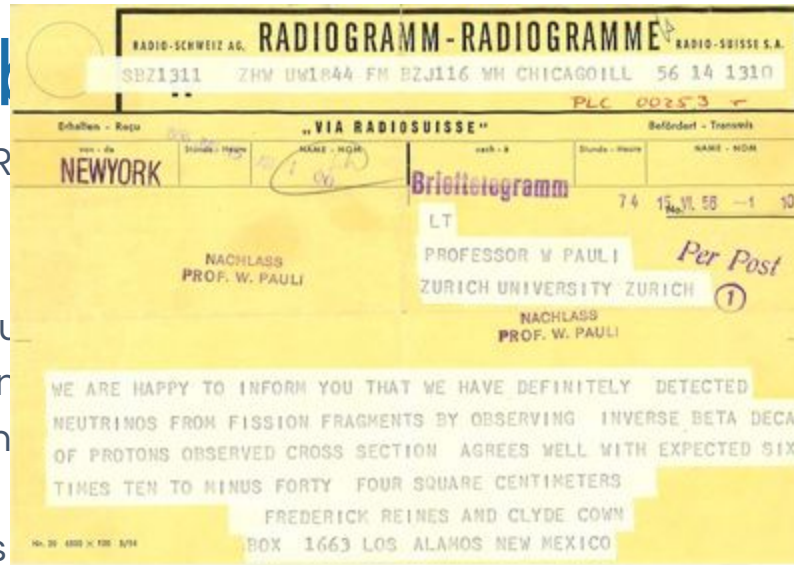 RADIO-SCHWEIZ AG. RADIOGRAMM-RADIOGRAMME RADIO-SUISSE S.A.
SBZ1311 ZHW UW1844 FM BZJ116 WH CHICAGOILL 56 14 1310
PLC 00253
Erhalten - Reçu „VIA RADIOSUISSE" Befördert - Transmis
von - de Stunde - Heure NAME - NOM nach - à Stunde - Heure NAME - NOM
NEWYORK
Brieftelegramm
74 15. VI. 56 --1 10
LT
PROFESSOR W PAULI
Per Post
NACHLASS
PROF. W. PAULI
ZURICH UNIVERSITY ZURICH
1
NACHLASS
PROF. W. PAULI
WE ARE HAPPY TO INFORM YOU THAT WE HAVE DEFINITELY DETECTED
NEUTRINOS FROM FISSION FRAGMENTS BY OBSERVING INVERSE BETA DECA
OF PROTONS OBSERVED CROSS SECTION AGREES WELL WITH EXPECTED SIX
TIMES TEN TO MINUS FORTY FOUR SQUARE CENTIMETERS
FREDERICK REINES AND CLYDE COWN
BOX 1663 LOS ALAMOS NEW MEXICO